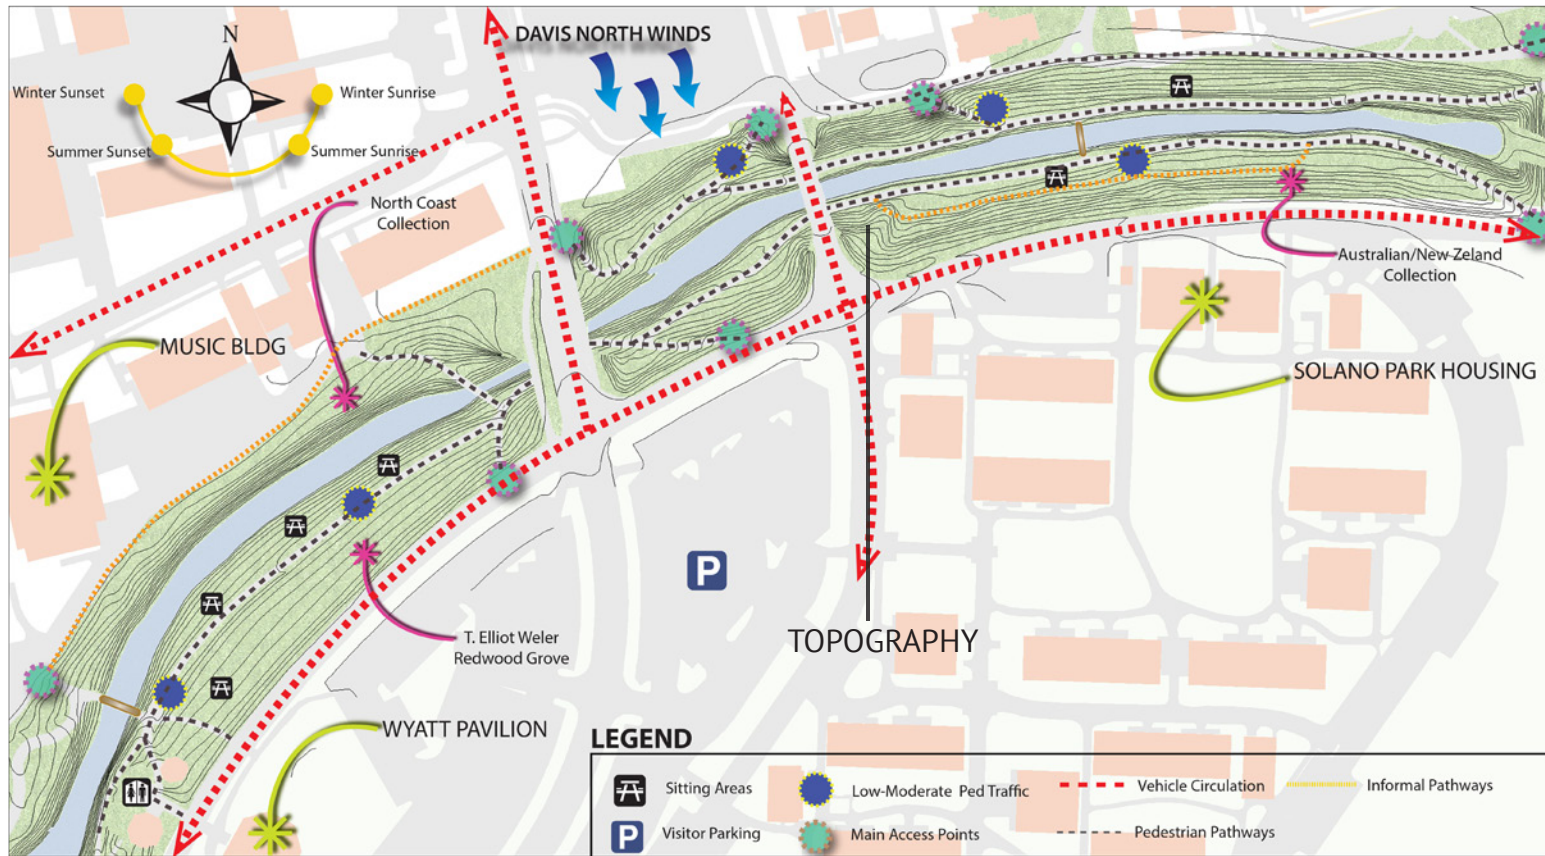 DAVIS NORTH WINDS
N
Winter Sunset
Winter Sunrise
Summer Sunset
Summer Sunrise
North Coast
Collection
MUSIC BLDG
Australian/New Zeland
Collection
SOLANO PARK HOUSING
P
TOPOGRAPHY
T. Elliot Weler
Redwood Grove
WYATT PAVILION
LEGEND
Sitting Areas
Low-Moderate Ped Traffic
Vehicle Circulation
Informal Pathways
P
Visitor Parking
Main Access Points
Pedestrian Pathways